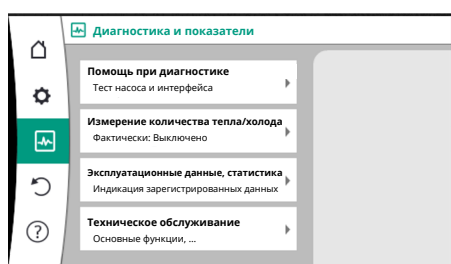 Диагностика и показатели
Помощь при диагностике
Тест насоса и интерфейса
Измерение количества тепла/холода
Фактически: Выключено
Эксплуатационные данные, статистика
Индикация зарегистрированных данных
Техническое обслуживание
Основные функции, ...